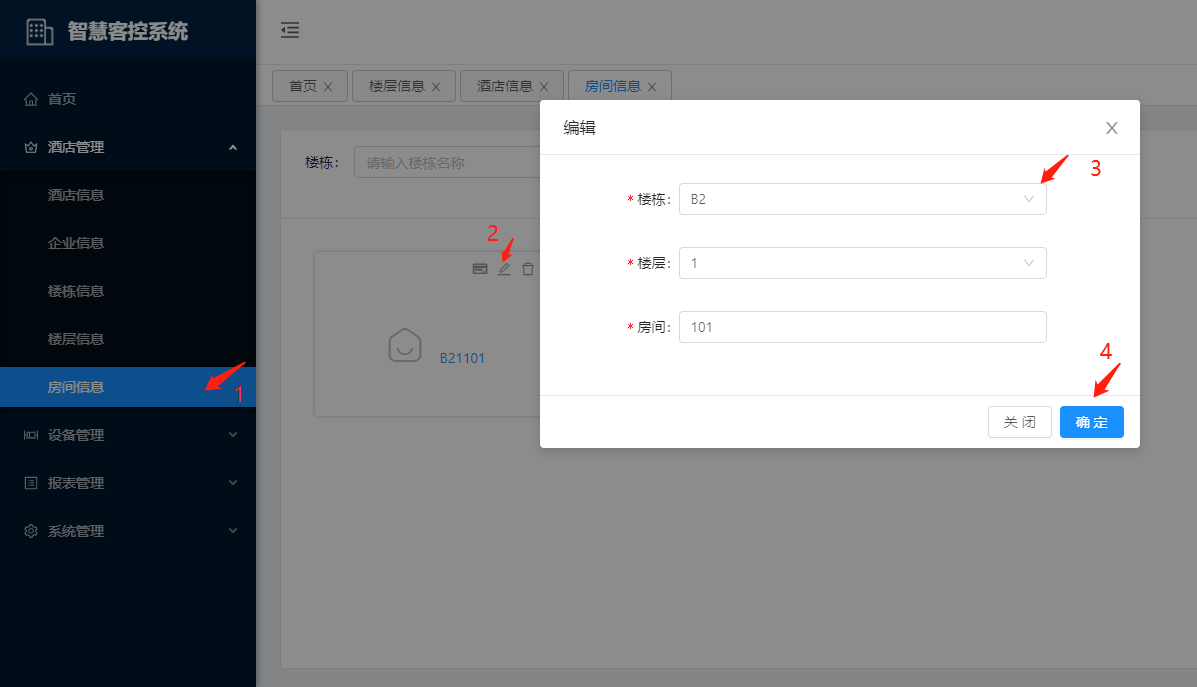 智慧客控系统
首页
酒店管理
酒店信息
企业信息
楼栋信息
楼层信息
房间信息
1
设备管理
报表管理
系统管理
首页
楼层信息
酒店信息
房间信息
楼栋:
请输入楼栋名称
2
B21101
编辑
3
* 楼栋: B2
* 楼层: 1
* 房间: 101
4
关 闭
确 定